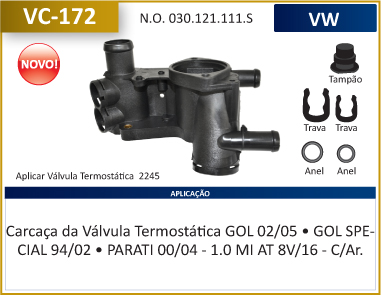 VC-172
N.O. 030.121.111.S
VW
NOVO!
Tampão
Trava
Trava
Anel
Anel
Aplicar Válvula Termostática 2245
APLICAÇÃO
Carcaça da Válvula Termostática GOL 02/05 • GOL SPE-
CIAL 94/02 • PARATI 00/04 - 1.0 MI AT 8V/16 - C/Ar.